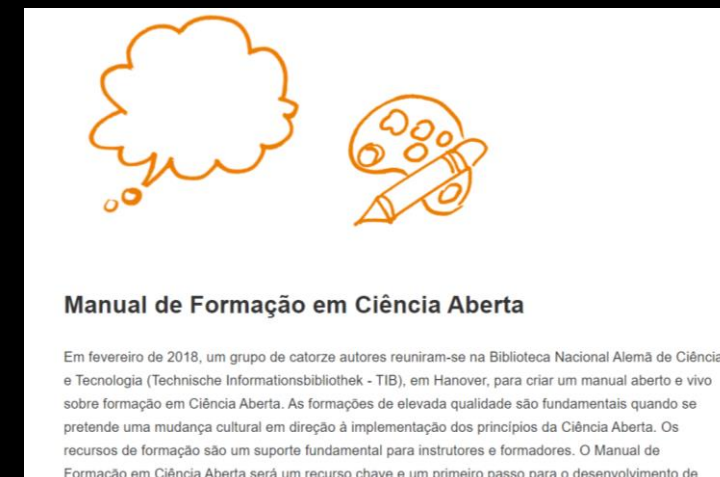 Manual de Formação em Ciência Aberta
Em fevereiro de 2018, um grupo de catorze autores reuniram-se na Biblioteca Nacional Alemã de Ciência
e Tecnologia (Technische Informationsbibliothek - TIB), em Hanover, para criar um manual aberto e vivo
sobre formação em Ciência Aberta. As formações de elevada qualidade são fundamentais quando se
pretende uma mudança cultural em direção à implementação dos princípios da Ciência Aberta. Os
recursos de formação são um suporte fundamental para instrutores e formadores. O Manual de
Formação em Ciência Aberta será um recurso chave e um primeiro passo para o desenvolvimento de